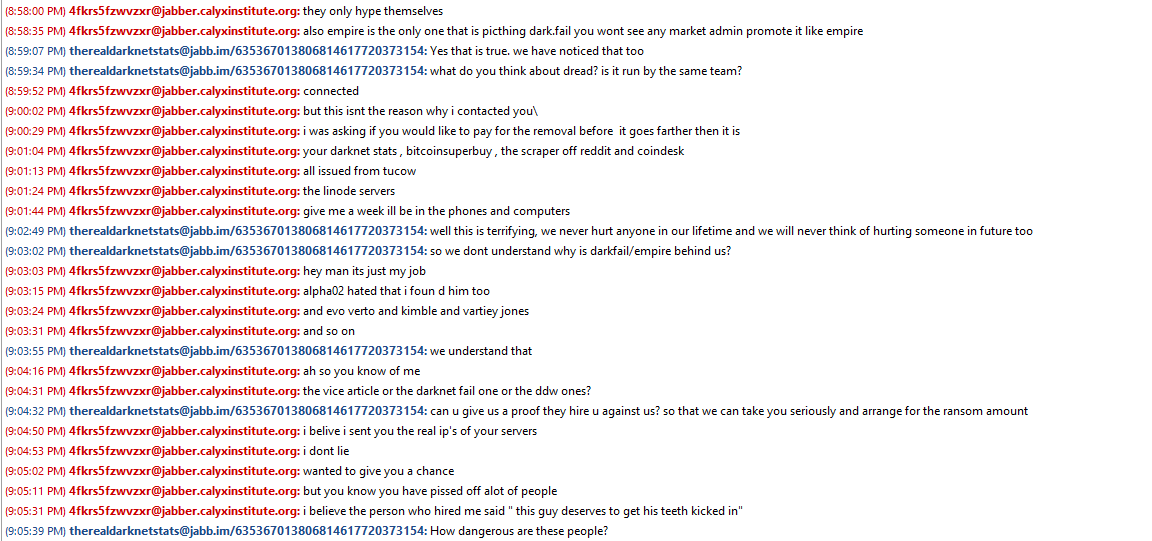 (8:58:00 PM) 4fkrs5fzwvzxr@jabber.calyxinstitute.org: they only hype themselves
(8:58:35 PM) 4fkrs5fzwvzxr@jabber.calyxinstitute.org: also empire is the only one that is picthing dark.fail you wont see any market admin promote it like empire
(8:59:07 PM) therealdarknetstats@jabb.im/635367013806814617720373154: Yes that is true. we have noticed that too
(8:59:34 PM) therealdarknetstats@jabb.im/635367013806814617720373154: what do you think about dread? is it run by the same team?
(8:59:52 PM) 4fkrs5fzwvzxr@jabber.calyxinstitute.org: connected
(9:00:02 PM) 4fkrs5fzwvzxr@jabber.calyxinstitute.org: but this isnt the reason why i contacted you\
(9:00:29 PM) 4fkrs5fzwvzxr@jabber.calyxinstitute.org: i was asking if you would like to pay for the removal before  it goes farther then it is
(9:01:04 PM) 4fkrs5fzwvzxr@jabber.calyxinstitute.org: your darknet stats , bitcoinsuperbuy , the scraper off reddit and coindesk
(9:01:13 PM) 4fkrs5fzwvzxr@jabber.calyxinstitute.org: all issued from tucow
(9:01:24 PM) 4fkrs5fzwvzxr@jabber.calyxinstitute.org: the linode servers
(9:01:44 PM) 4fkrs5fzwvzxr@jabber.calyxinstitute.org: give me a week ill be in the phones and computers
(9:02:49 PM) therealdarknetstats@jabb.im/635367013806814617720373154: well this is terrifying, we never hurt anyone in our lifetime and we will never think of hurting someone in future too
(9:03:02 PM) therealdarknetstats@jabb.im/635367013806814617720373154: so we dont understand why is darkfail/empire behind us?
(9:03:03 PM) 4fkrs5fzwvzxr@jabber.calyxinstitute.org: hey man its just my job
(9:03:15 PM) 4fkrs5fzwvzxr@jabber.calyxinstitute.org: alpha02 hated that i foun d him too
(9:03:24 PM) 4fkrs5fzwvzxr@jabber.calyxinstitute.org: and evo verto and kimble and vartiey jones
(9:03:31 PM) 4fkrs5fzwvzxr@jabber.calyxinstitute.org: and so on
(9:03:55 PM) therealdarknetstats@jabb.im/635367013806814617720373154: we understand that
(9:04:16 PM) 4fkrs5fzwvzxr@jabber.calyxinstitute.org: ah so you know of me
(9:04:31 PM) 4fkrs5fzwvzxr@jabber.calyxinstitute.org: the vice article or the darknet fail one or the ddw ones?
(9:04:32 PM) therealdarknetstats@jabb.im/635367013806814617720373154: can u give us a proof they hire u against us? so that we can take you seriously and arrange for the ransom amount
(9:04:50 PM) 4fkrs5fzwvzxr@jabber.calyxinstitute.org: i belive i sent you the real ip's of your servers
(9:04:53 PM) 4fkrs5fzwvzxr@jabber.calyxinstitute.org: i dont lie
(9:05:02 PM) 4fkrs5fzwvzxr@jabber.calyxinstitute.org: wanted to give you a chance
(9:05:11 PM) 4fkrs5fzwvzxr@jabber.calyxinstitute.org: but you know you have pissed off alot of people
(9:05:31 PM) 4fkrs5fzwvzxr@jabber.calyxinstitute.org: i believe the person who hired me said " this guy deserves to get his teeth kicked in"
(9:05:39 PM) therealdarknetstats@jabb.im/635367013806814617720373154: How dangerous are these people?